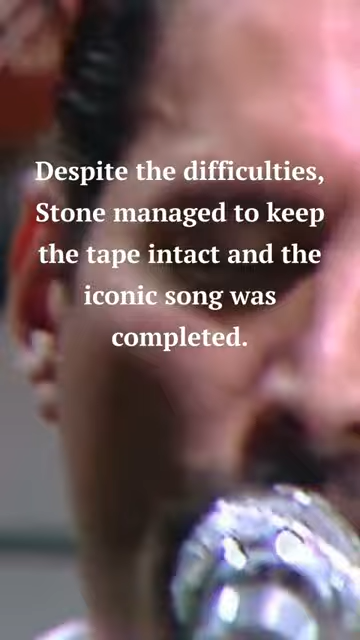 Despite the difficulties,
Stone managed to keep
the tape intact and the
iconic song was
completed.